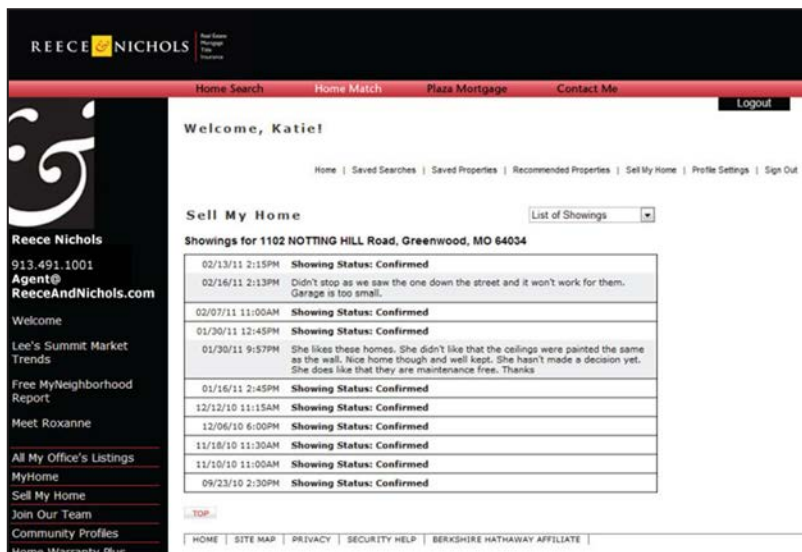 REECE & NICHOLS
Real Estate
Mortgage
Title
Insurance
Home Search Home Match Plaza Mortgage Contact Me
Logout
Welcome, Katie!
Home | Saved Searches | Saved Properties | Recommended Properties | Sell My Home | Profile Settings | Sign Out
Sell My Home
List of Showings
Showings for 1102 NOTTING HILL Road, Greenwood, MO 64034
02/13/11 2:15PM Showing Status: Confirmed
02/16/11 2:13PM Didn't stop as we saw the one down the street and it won't work for them.
Garage is too small.
02/07/11 11:00AM Showing Status: Confirmed
01/30/11 12:45PM Showing Status: Confirmed
01/30/11 9:57PM She likes these homes. She didn't like that the ceilings were painted the same
as the wall. Nice home though and well kept. She hasn't made a decision yet.
She does like that they are maintenance free. Thanks
01/16/11 2:45PM Showing Status: Confirmed
12/12/10 11:15AM Showing Status: Confirmed
12/06/10 6:00PM Showing Status: Confirmed
11/18/10 11:30AM Showing Status: Confirmed
11/10/10 11:00AM Showing Status: Confirmed
09/23/10 2:30PM Showing Status: Confirmed
TOP
HOME | SITE MAP | PRIVACY | SECURITY HELP | BERKSHIRE HATHAWAY AFFILIATE |
&
Reece Nichols
913.491.1001
Agent@
ReeceAndNichols.com
Welcome
Lee's Summit Market
Trends
Free MyNeighborhood
Report
Meet Roxanne
All My Office's Listings
MyHome
Sell My Home
Join Our Team
Community Profiles
Home Warranty Plus